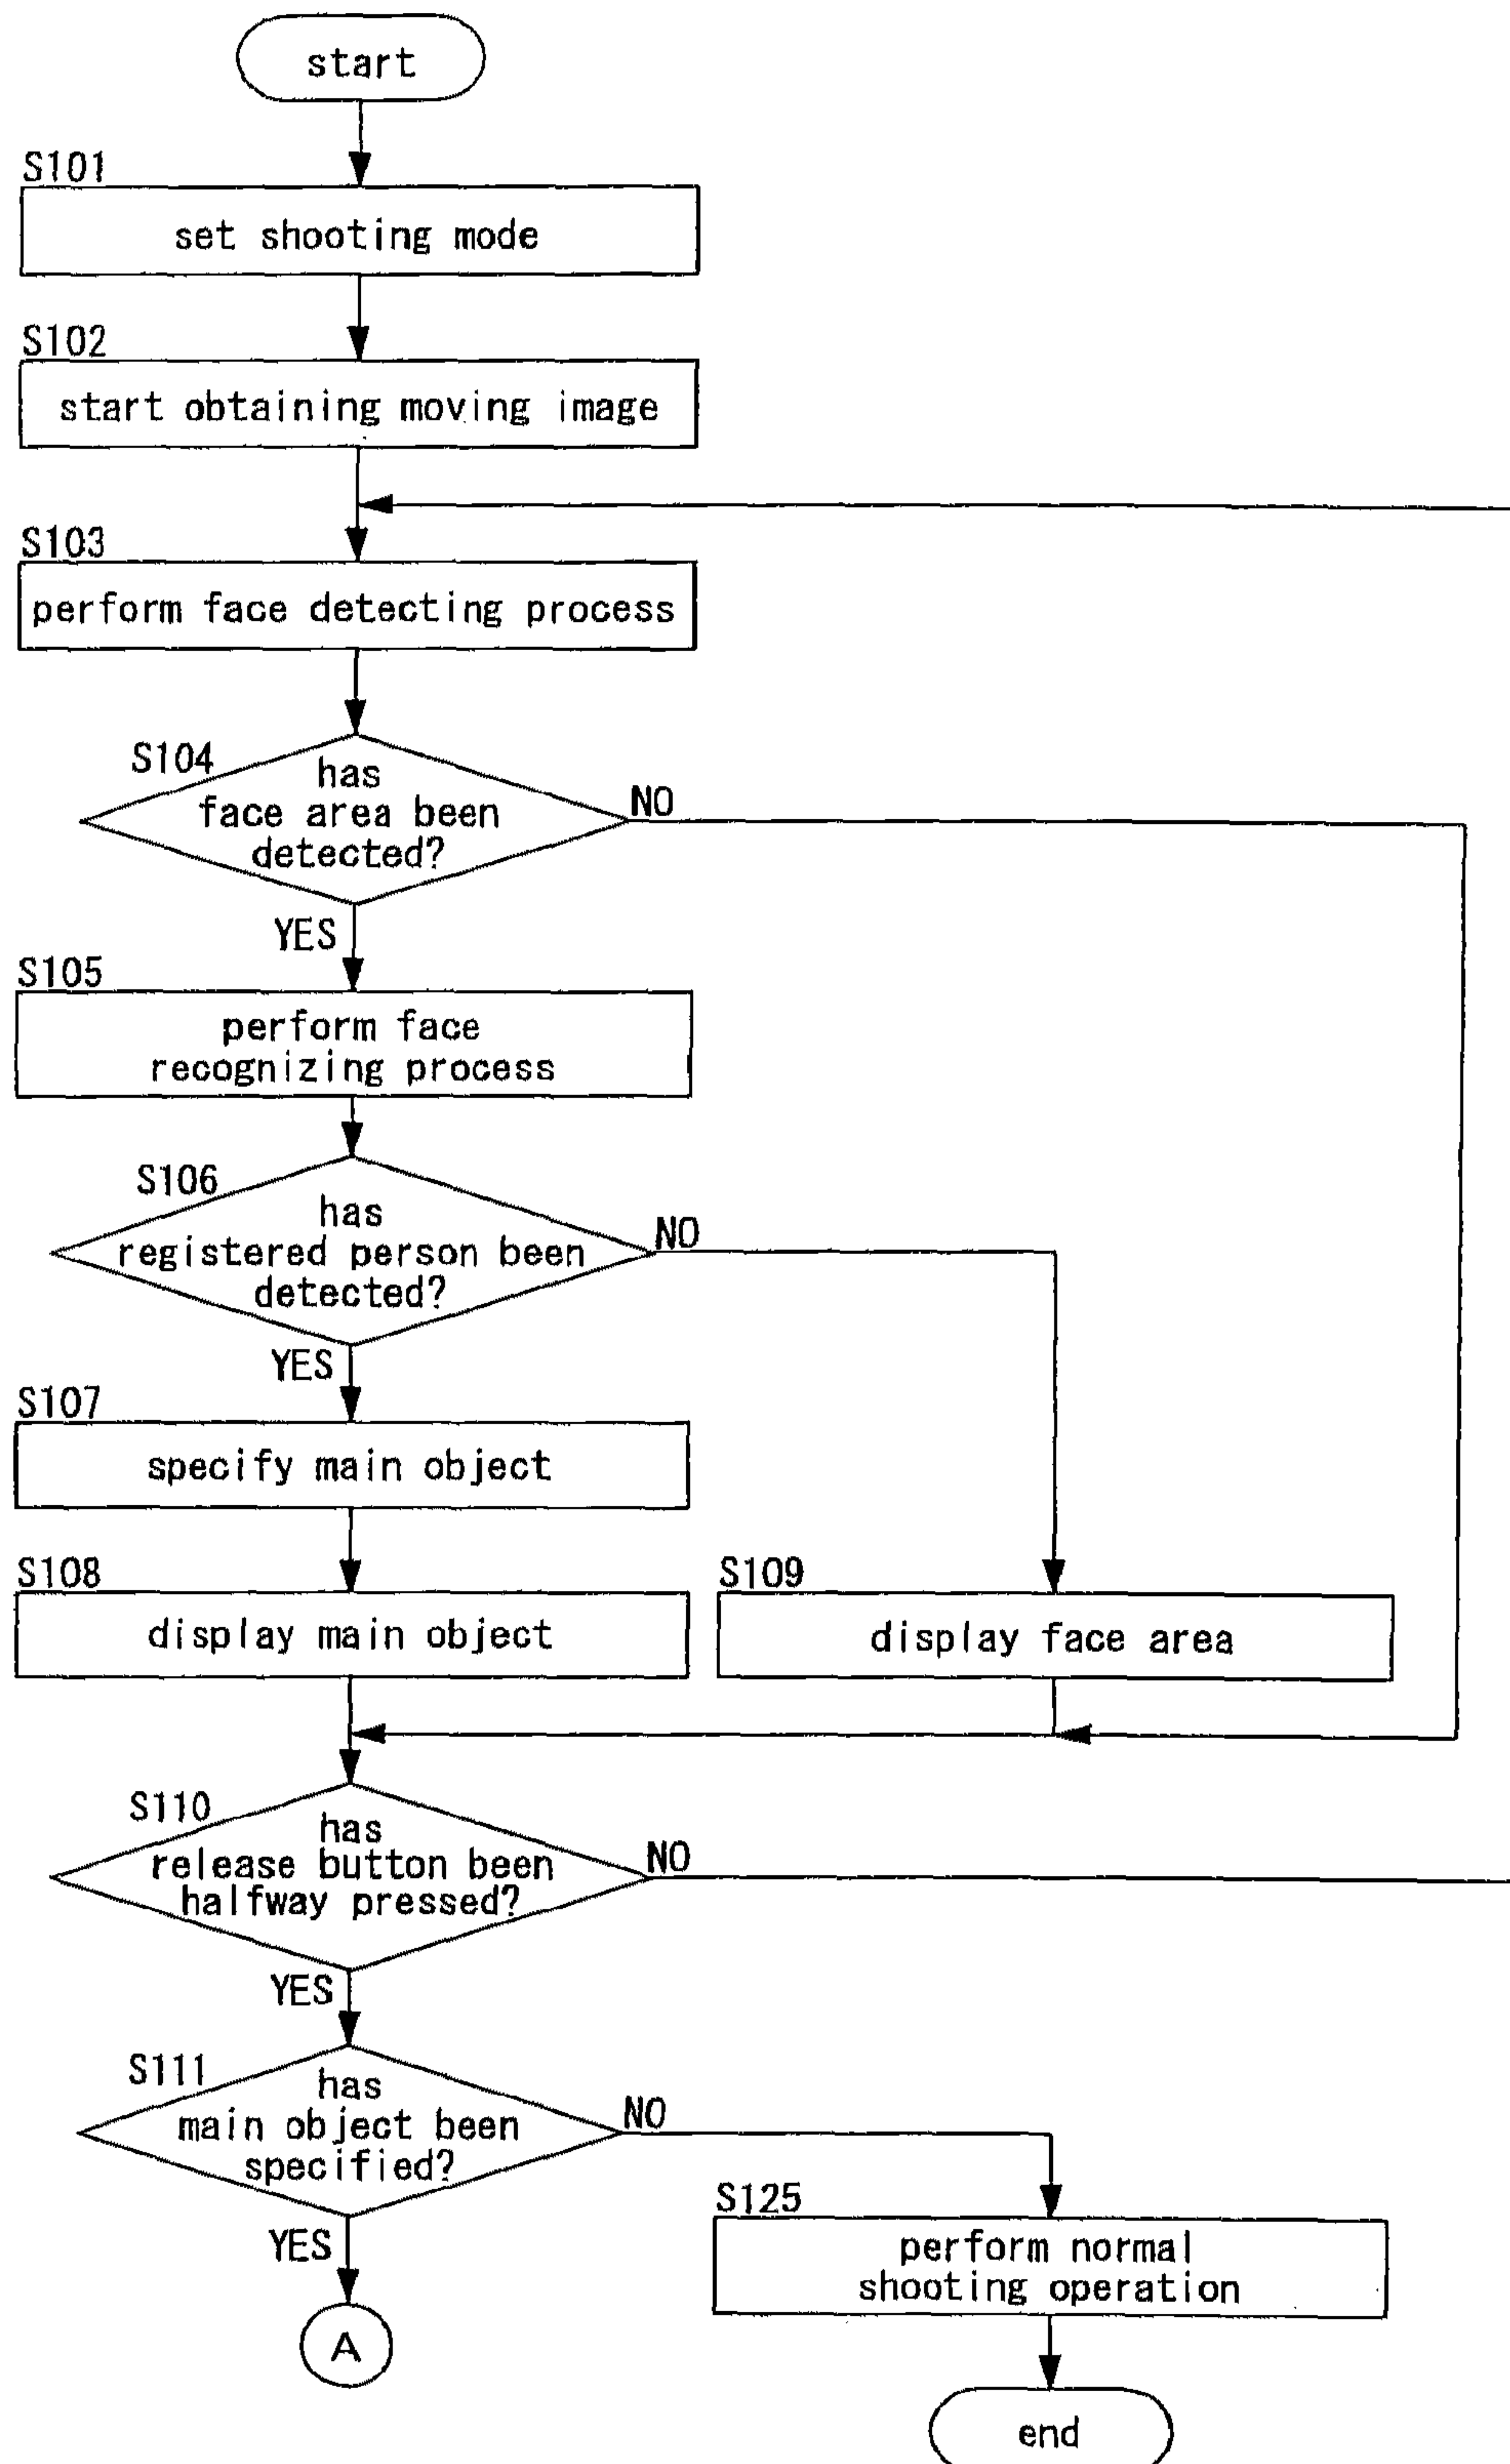 start
S101
set shooting mode
S102
start obtaining moving image
S103
perform face detecting process
S104
has
face area been
detected?
NO
YES
S105
perform face
recognizing process
S106
has
registered person been
detected?
NO
YES
S107
specify main object
S108
display main object
S109
display face area
S110
has
release button been
halfway pressed?
NO
YES
S111
has
main object been
specified?
NO
YES
S125
perform normal
shooting operation
A
end